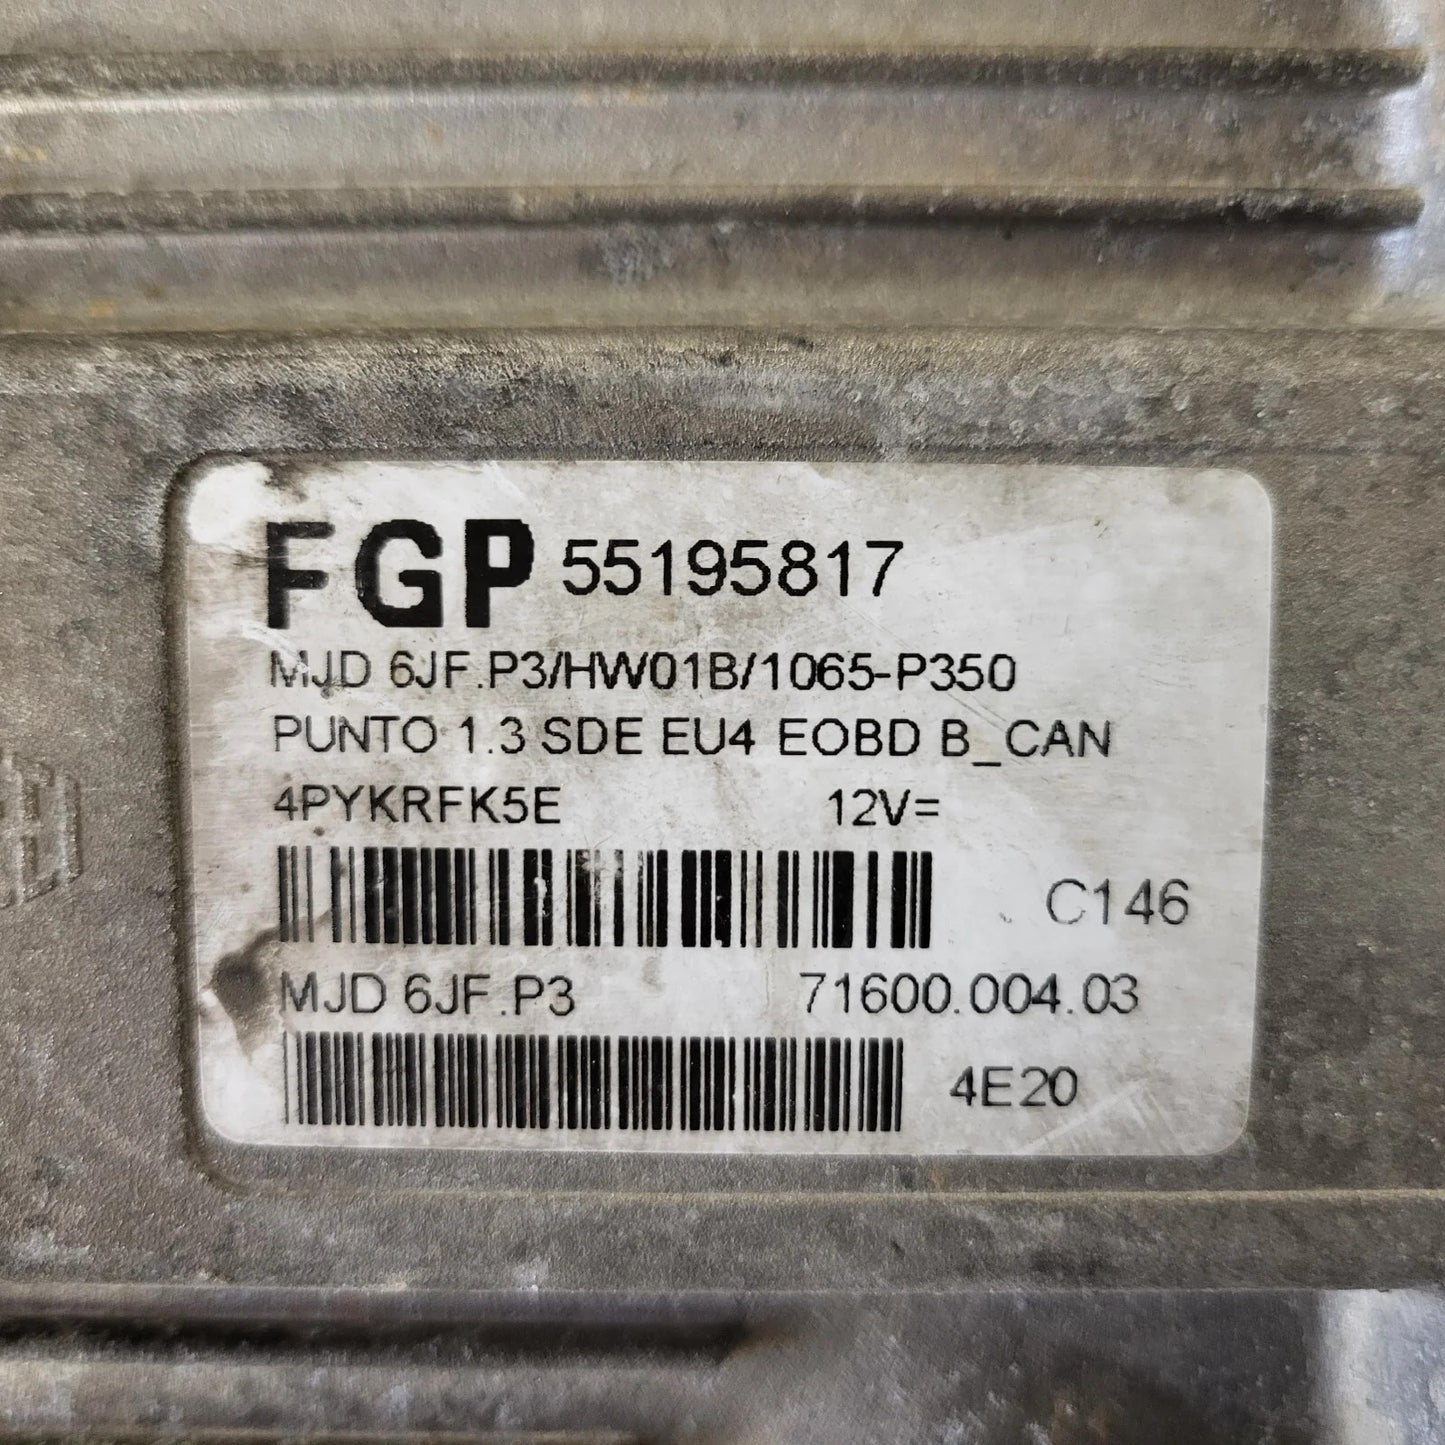 FGP 55195817
MJD 6JF.P3/HW01B/1065-P350
PUNTO 1.3 SDE EU4 EOBD B_CAN
4PYKRFK5E 12V=
C146
MJD 6JF.P3 71600.004.03
4E20